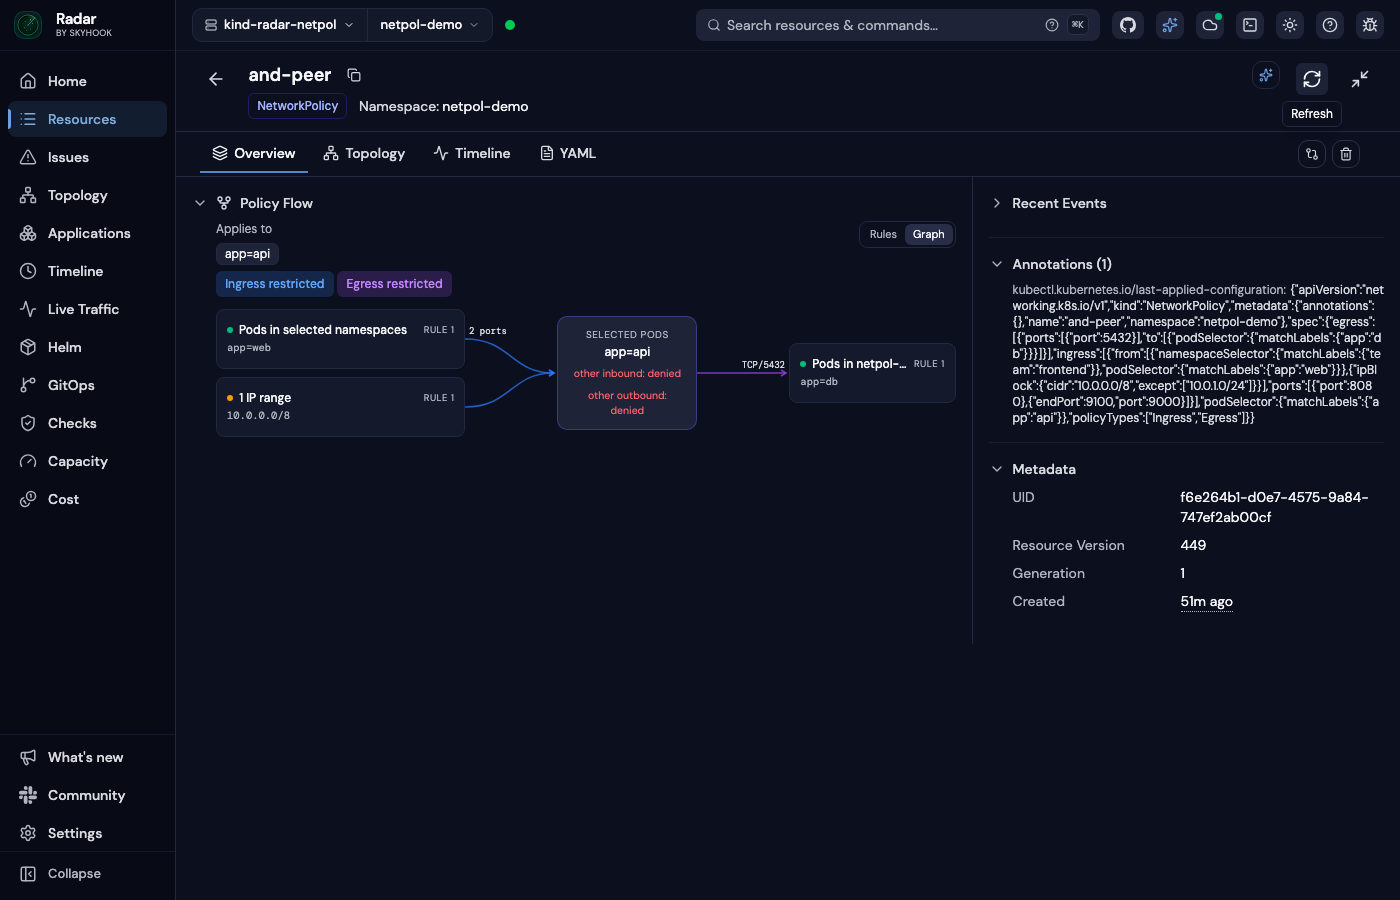 Radar
BY SKYHOOK
kind-radar-netpol
netpol-demo
Search resources & commands...
⌘K
Home
Resources
Issues
Topology
Applications
Timeline
Live Traffic
Helm
GitOps
Checks
Capacity
Cost
What's new
Community
Settings
Collapse
and-peer
NetworkPolicy
Namespace: netpol-demo
Refresh
Overview
Topology
Timeline
YAML
Policy Flow
Applies to
app=api
Rules
Graph
Ingress restricted
Egress restricted
Pods in selected namespaces
RULE 1
app=web
2 ports
1 IP range
RULE 1
10.0.0.0/8
SELECTED PODS
app=api
other inbound: denied
other outbound:
denied
TCP/5432
Pods in netpol-...
RULE 1
app=db
Recent Events
Annotations (1)
kubectl.kubernetes.io/last-applied-configuration: {"apiVersion":"net
working.k8s.io/v1","kind":"NetworkPolicy","metadata":{"annotations":
{},"name":"and-peer","namespace":"netpol-demo"},"spec":{"egress":
[{"ports":[{"port":5432}],"to":[{"podSelector":{"matchLabels":{"app":"d
b"}}}]}],"ingress":[{"from":[{"namespaceSelector":{"matchLabels":{"te
am":"frontend"}},"podSelector":{"matchLabels":{"app":"web"}}},{"ipBl
ock":{"cidr":"10.0.0.0/8","except":["10.0.1.0/24"]}}],"ports":[{"port":808
0},{"endPort":9100,"port":9000}]}],"podSelector":{"matchLabels":{"a
pp":"api"}},"policyTypes":["Ingress","Egress"]}}
Metadata
UID
f6e264b1-d0e7-4575-9a84-
747ef2ab00cf
Resource Version
449
Generation
1
Created
51m ago